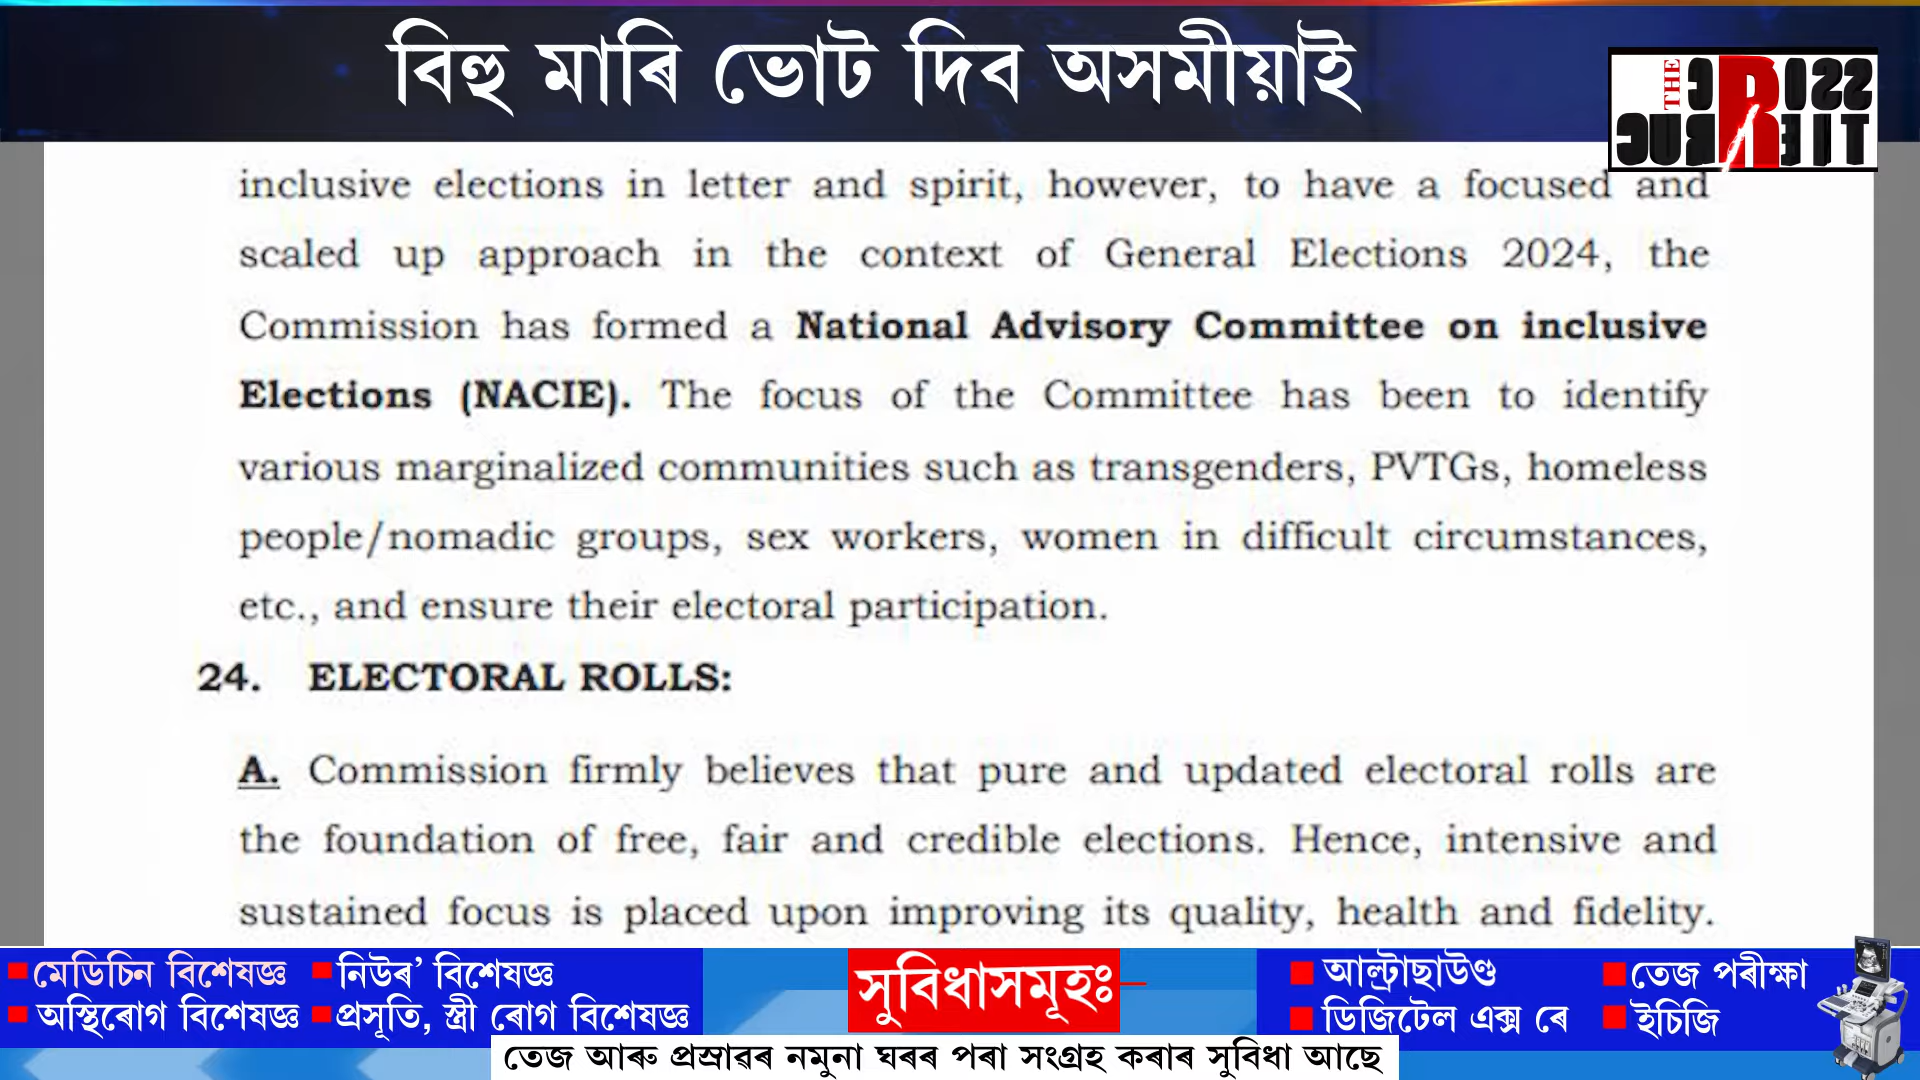 বিহু মাৰি ভোট দিব অসমীয়াই
THE
inclusive elections in letter and spirit, however, to have a focused and
scaled up approach in the context of General Elections 2024, the
Commission has formed a National Advisory Committee on inclusive
Elections (NACIE). The focus of the Committee has been to identify
various marginalized communities such as transgenders, PVTGs, homeless
people/nomadic groups, sex workers, women in difficult circumstances,
etc., and ensure their electoral participation.
24. ELECTORAL ROLLS:
A. Commission firmly believes that pure and updated electoral rolls are
the foundation of free, fair and credible elections. Hence, intensive and
sustained focus is placed upon improving its quality, health and fidelity.
মেডিচিন বিশেষজ্ঞ নিউৰ’ বিশেষজ্ঞ
অস্থিৰোগ বিশেষজ্ঞ প্ৰসূতি, স্ত্ৰী ৰোগ বিশেষজ্ঞ
সুবিধাসমূহঃ
আল্ট্ৰাছাউণ্ড তেজ পৰীক্ষা
ডিজিটেল এক্স ৰে ইচিজি
তেজ আৰু প্ৰস্ৰাৱৰ নমুনা ঘৰৰ পৰা সংগ্ৰহ কৰাৰ সুবিধা আছে